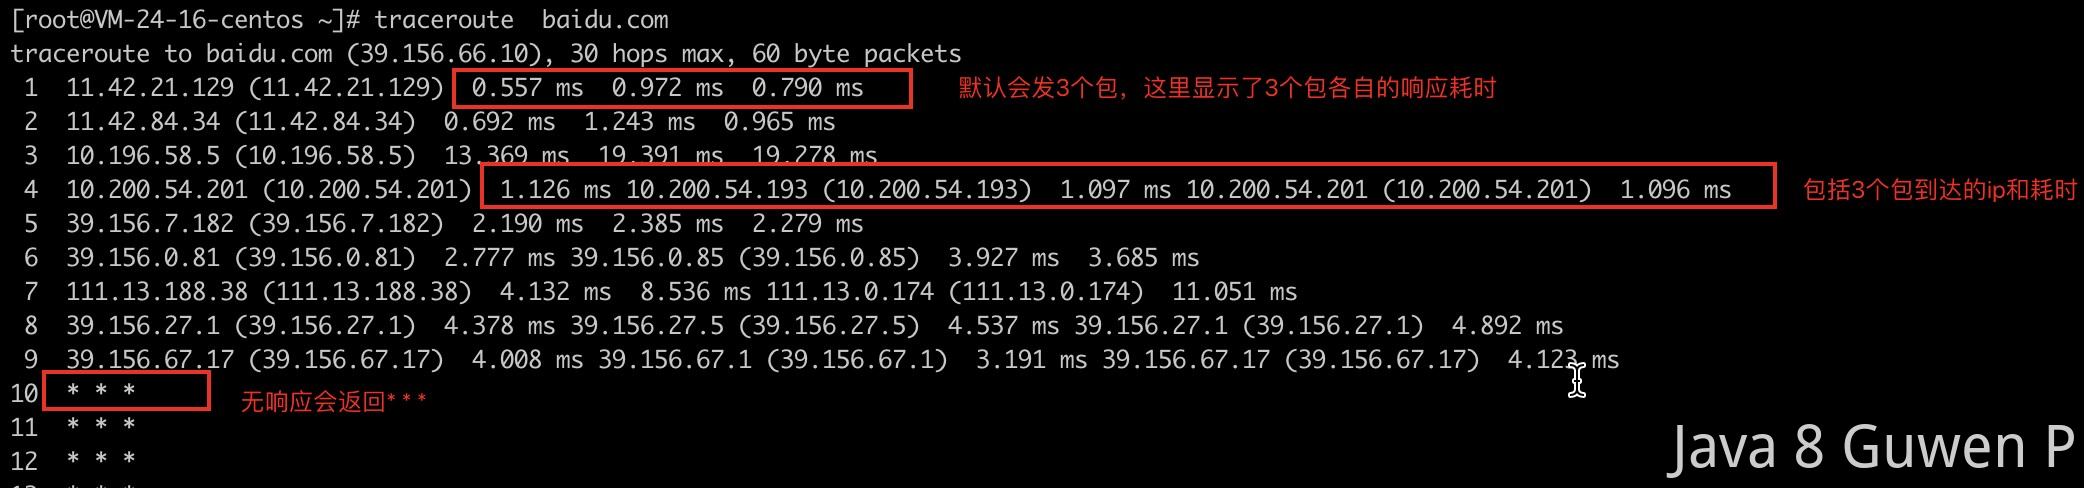 [root@VM-24-16-centos ~]# traceroute  baidu.com
traceroute to baidu.com (39.156.66.10), 30 hops max, 60 byte packets
1  11.42.21.129 (11.42.21.129)  0.557 ms  0.972 ms  0.790 ms 默认会发3个包，这里显示了3个包各自的响应耗时
2  11.42.84.34 (11.42.84.34)  0.692 ms  1.243 ms  0.965 ms
3  10.196.58.5 (10.196.58.5)  13.369 ms  19.391 ms  19.278 ms
4  10.200.54.201 (10.200.54.201)  1.126 ms 10.200.54.193 (10.200.54.193)  1.097 ms 10.200.54.201 (10.200.54.201)  1.096 ms 包括3个包到达的ip和耗时
5  39.156.7.182 (39.156.7.182)  2.190 ms  2.385 ms  2.279 ms
6  39.156.0.81 (39.156.0.81)  2.777 ms 39.156.0.85 (39.156.0.85)  3.927 ms  3.685 ms
7  111.13.188.38 (111.13.188.38)  4.132 ms  8.536 ms 111.13.0.174 (111.13.0.174)  11.051 ms
8  39.156.27.1 (39.156.27.1)  4.378 ms 39.156.27.5 (39.156.27.5)  4.537 ms 39.156.27.1 (39.156.27.1)  4.892 ms
9  39.156.67.17 (39.156.67.17)  4.008 ms 39.156.67.1 (39.156.67.1)  3.191 ms 39.156.67.17 (39.156.67.17)  4.123 ms
10  * * * 无响应会返回***
11  * * *
12  * * *
Java 8 Guwen P